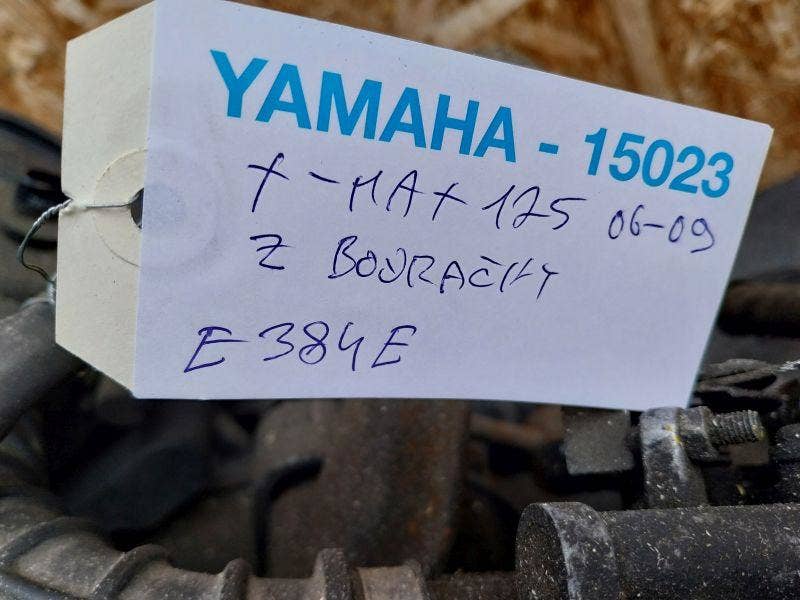 YAMAHA - 15023
X-MAX 125 06-09
Z BOURAČKY
E384E